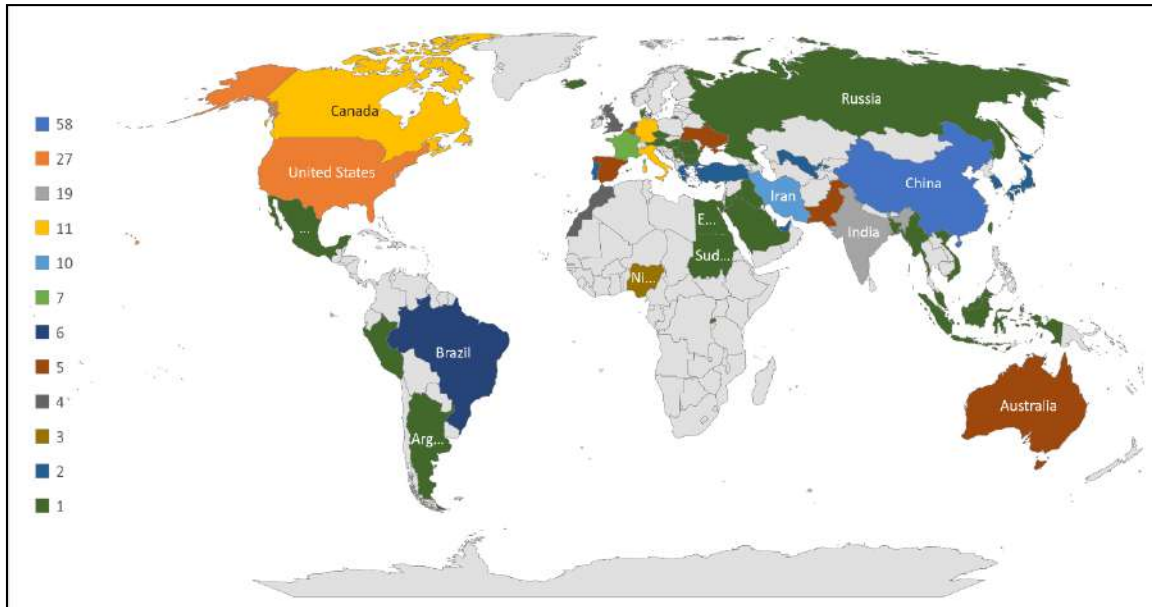 58
27
19
11
10
7
6
5
4
3
2
1
Canada
Russia
United States
China
Iran
India
E...
Sud...
...
Ni...
Brazil
Australia
Arg...